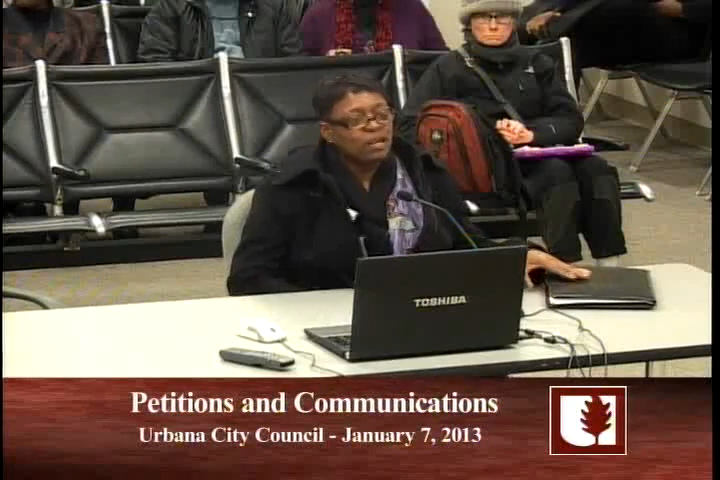 TOSHIBA
Petitions and Communications
Urbana City Council - January 7, 2013